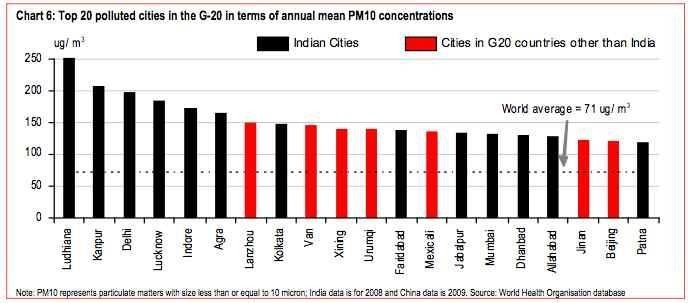 Chart 6: Top 20 polluted cities in the G-20 in terms of annual mean PM10 concentrations
ug/ m3
Indian Cities
Cities in G20 countries other than India
250
200
World average = 71 ug/ m3
150
100
50
0
Ludhiana
Kanpur
Delhi
Lucknow
Indore
Agra
Lanzhou
Kolkata
Van
Xining
Urumqi
Faridabad
Mexicali
Jabalpur
Mumbai
Dhanbad
Allahabad
Jinan
Beijing
Patna
Note: PM10 represents particulate matters with size less than or equal to 10 micron; India data is for 2008 and China data is 2009. Source: World Health Organisation database